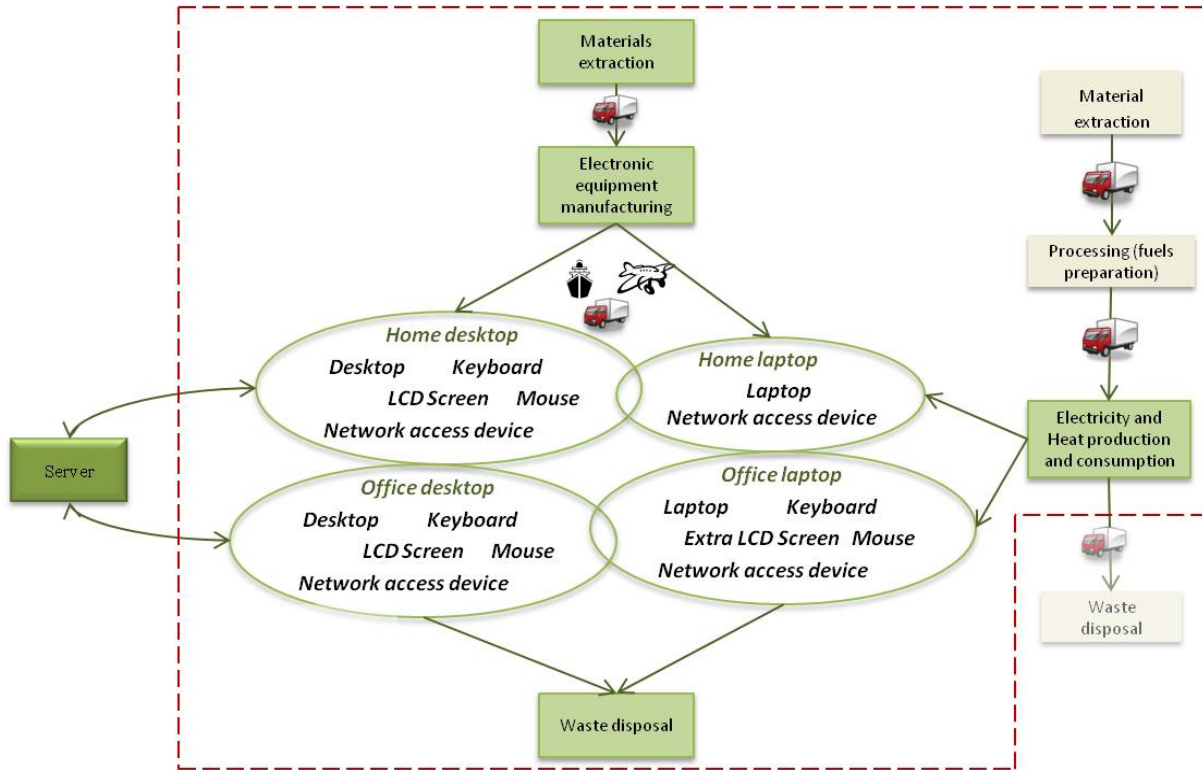 Materials
extraction
Material
extraction
Electronic
equipment
manufacturing
Processing (fuels
preparation)
Home desktop
Desktop Keyboard
LCD Screen Mouse
Network access device
Home laptop
Laptop
Network access device
Electricity and
Heat production
and consumption
Server
Office desktop
Desktop Keyboard
LCD Screen Mouse
Network access device
Office laptop
Laptop Keyboard
Extra LCD Screen Mouse
Network access device
Waste
disposal
Waste disposal